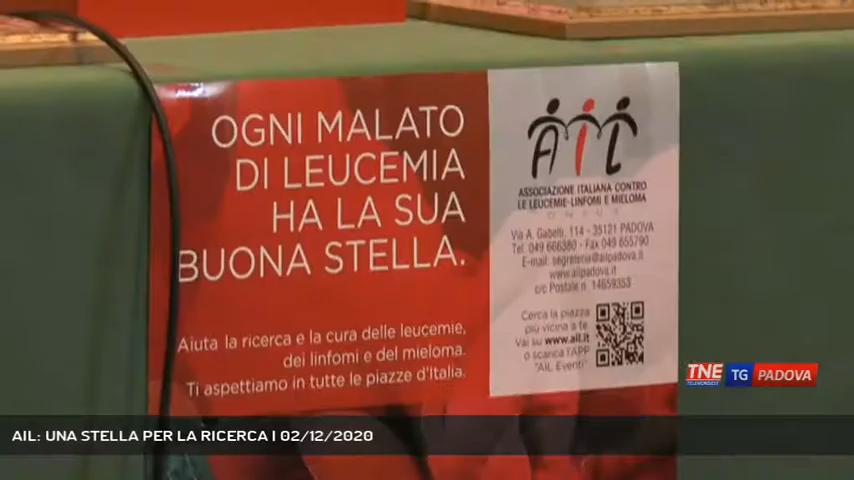 OGNI MALATO
DI LEUCEMIA
HA LA SUA
BUONA STELLA.
Aiuta la ricerca e la cura delle leucemie,
dei linfomi e del mieloma.
Ti aspettiamo in tutte le piazze d'Italia.
AIL
ASSOCIAZIONE ITALIANA CONTRO
LE LEUCEMIE-LINFOMI E MIELOMA
ONLUS
Via A. Gabelli, 114 - 35121 PADOVA
Tel. 049 666380 - Fax 049 655790
E-mail: segreteria@ailpadova.it
www.ailpadova.it
c/c Postale n. 14659353
Cerca la piazza
più vicina a te
Vai su www.ail.it
o scarica l'APP
"AIL Eventi"
TNE TG PADOVA
TELENORDEST
AIL: UNA STELLA PER LA RICERCA | 02/12/2020